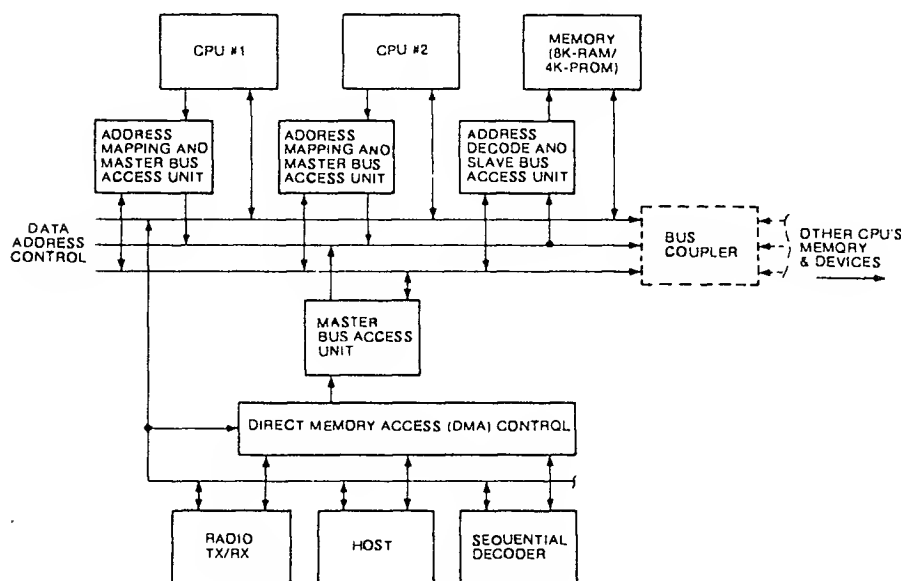 CPU #1
CPU #2
MEMORY
(8K-RAM/
4K-PROM)
ADDRESS
MAPPING AND
MASTER BUS
ACCESS UNIT
ADDRESS
MAPPING AND
MASTER BUS
ACCESS UNIT
ADDRESS
DECODE AND
SLAVE BUS
ACCESS UNIT
DATA
ADDRESS
CONTROL
BUS
COUPLER
OTHER CPU'S
MEMORY
& DEVICES
MASTER
BUS ACCESS
UNIT
DIRECT MEMORY ACCESS (DMA) CONTROL
RADIO
TX/RX
HOST
SEQUENTIAL
DECODER